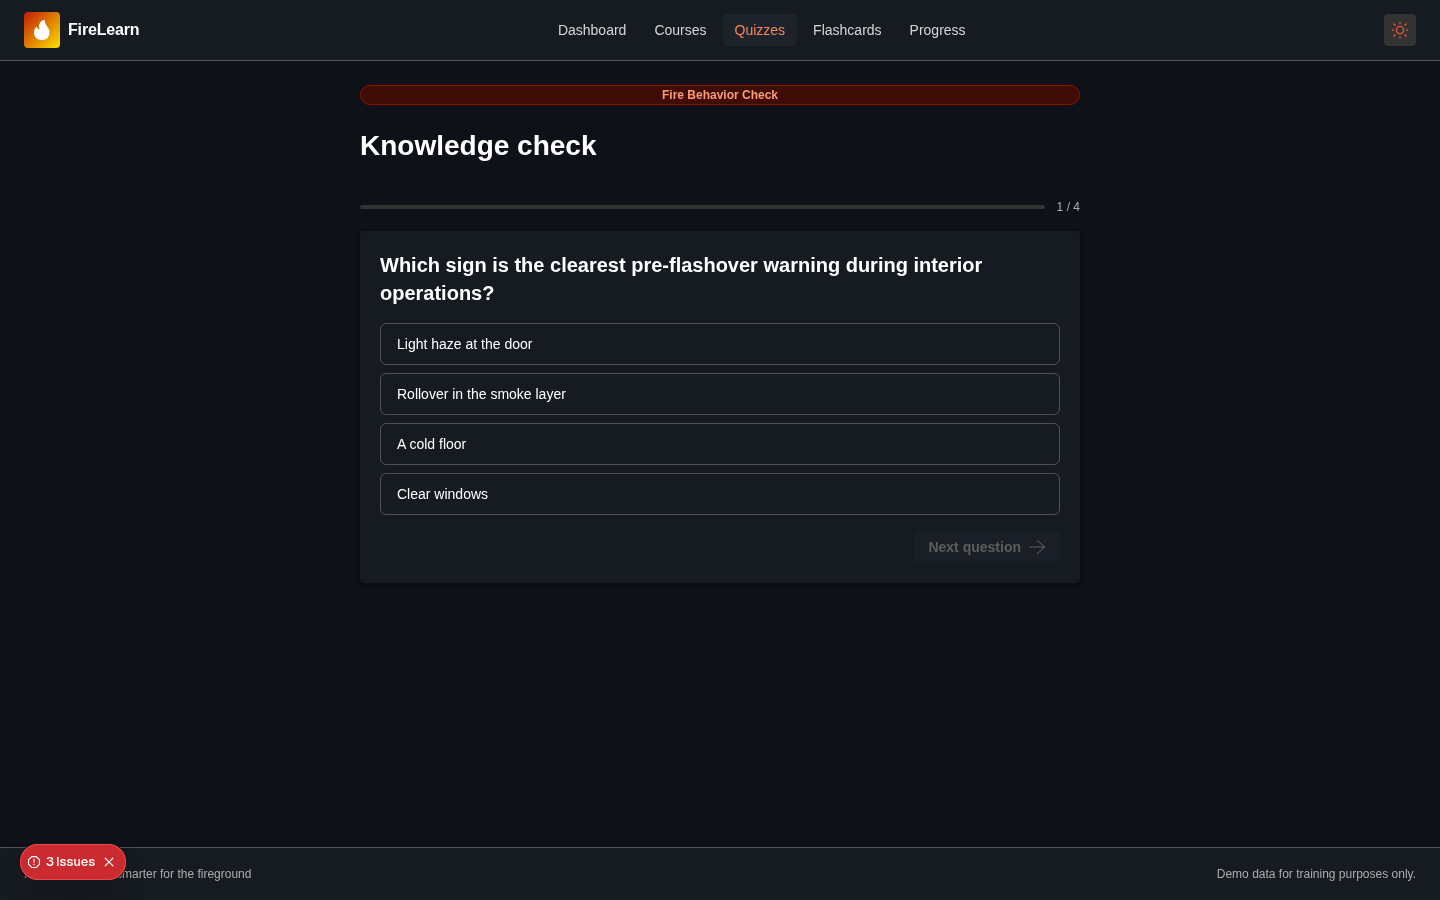 FireLearn
Dashboard
Courses
Quizzes
Flashcards
Progress
Fire Behavior Check
Knowledge check
1 / 4
Which sign is the clearest pre-flashover warning during interior
operations?
Light haze at the door
Rollover in the smoke layer
A cold floor
Clear windows
Next question
3 Issues
for the fireground
Demo data for training purposes only.